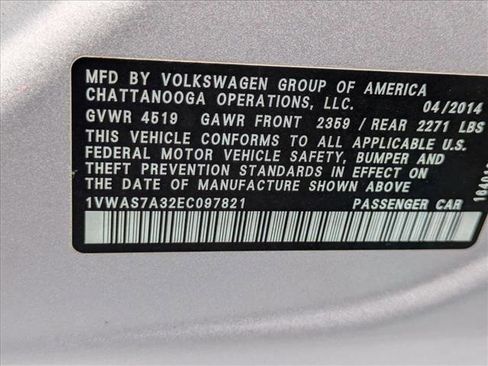 MFD BY VOLKSWAGEN GROUP OF AMERICA
CHATTANOOGA OPERATIONS, LLC. 04/2014
GVWR 4519 GAWR FRONT 2359 / REAR 2271 LBS
THIS VEHICLE CONFORMS TO ALL APPLICABLE U.S.
FEDERAL MOTOR VEHICLE SAFETY, BUMPER AND
THEFT PREVENTION STANDARDS IN EFFECT ON THE
DATE OF MANUFACTURE SHOWN ABOVE
1VWAS7A32EC097821 PASSENGER CAR